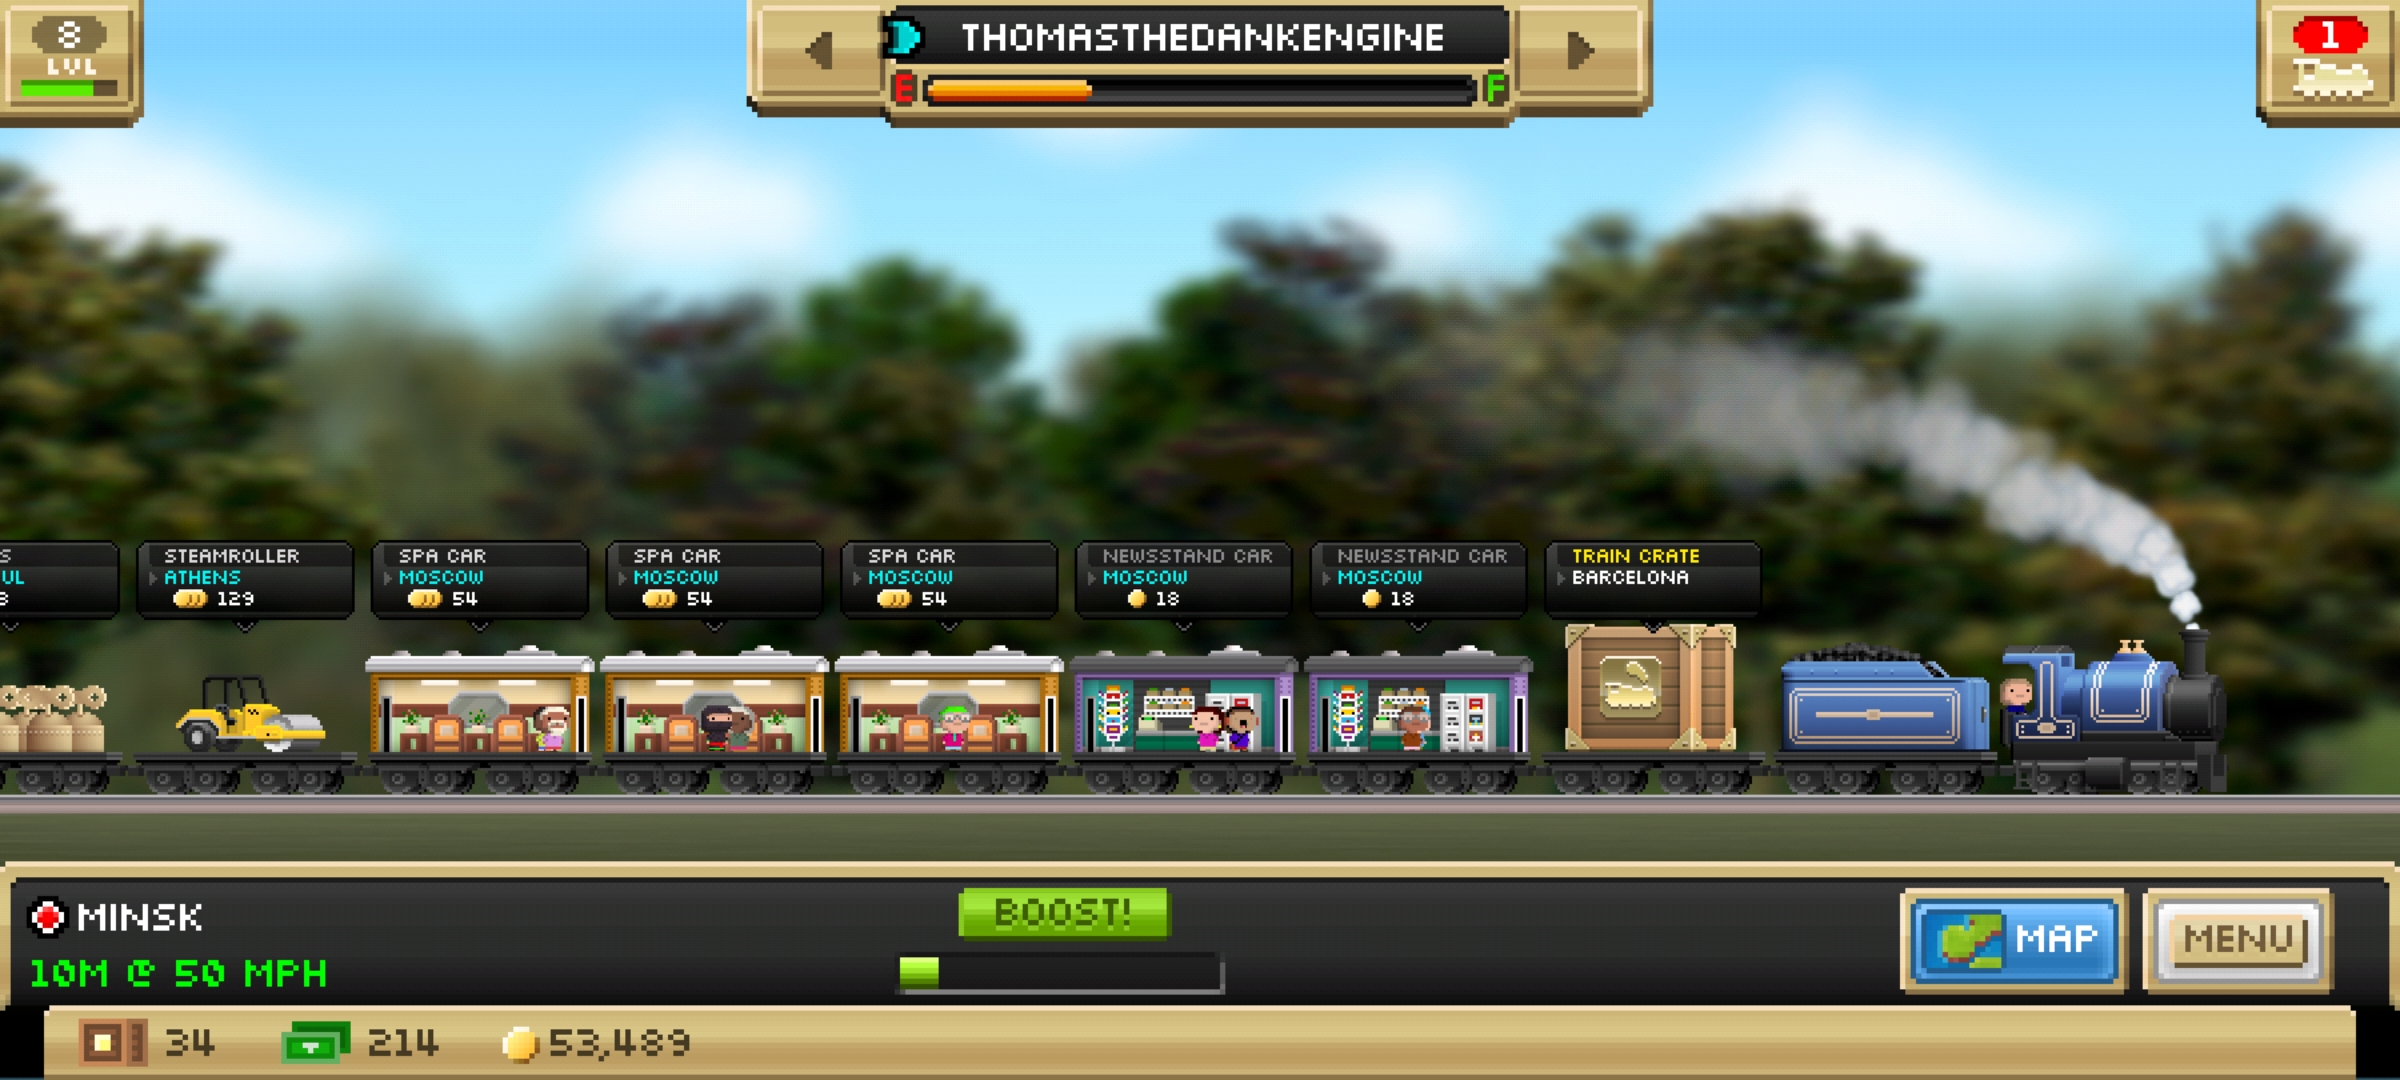 8
LVL
THOMASTHEDANKENGINE
E
F
1
S
UL
8
STEAMROLLER
ATHENS
129
SPA CAR
MOSCOW
54
SPA CAR
MOSCOW
54
SPA CAR
MOSCOW
54
NEWSSTAND CAR
MOSCOW
18
NEWSSTAND CAR
MOSCOW
18
TRAIN CRATE
BARCELONA
MINSK
10M @ 50 MPH
BOOST!
MAP
MENU
34
214
53,489